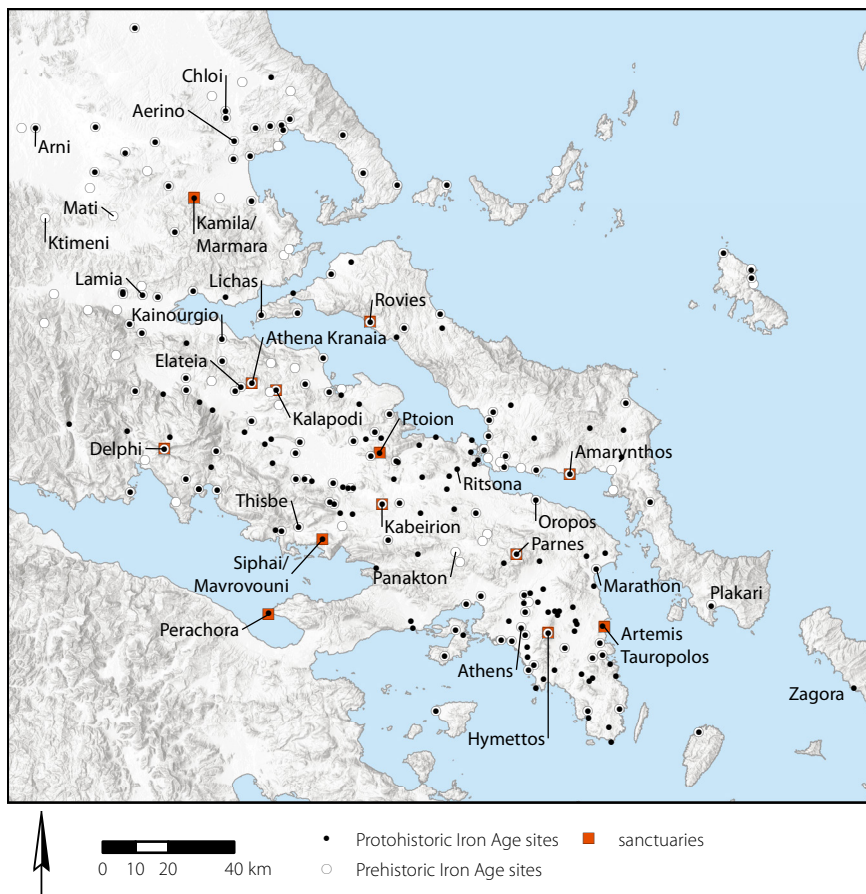 Chloi
Aerino
Arni
Mati
Ktimeni
Kamila/
Marmara
Lamia
Lichas
Kainourgio
Rovies
Athena Kranaia
Elateia
Kalapodi
Ptoion
Delphi
Amarynthos
Ritsona
Thisbe
Kabeirion
Oropos
Siphai/
Mavrovouni
Parnes
Panakton
Marathon
Plakari
Perachora
Artemis
Tauropolos
Athens
Zagora
Hymettos
0 10 20 40 km
Protohistoric Iron Age sites
sanctuaries
Prehistoric Iron Age sites